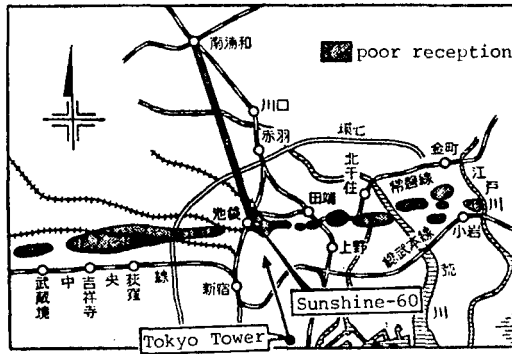 南浦和
poor reception
川口
赤羽
環七
北千住
金町
江戸川
常磐線
田端
池袋
上野
総武本線
小岩
荒川
新宿
武蔵境
中央線
吉祥寺
荻窪
Sunshine-60
Tokyo Tower